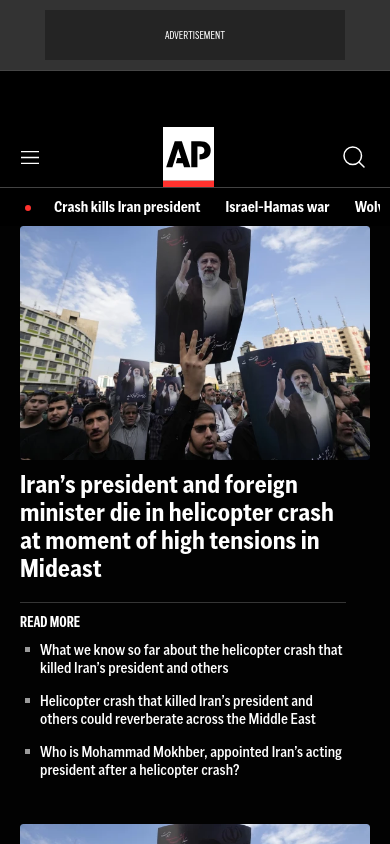 ADVERTISEMENT
AP
Crash kills Iran president Israel-Hamas war
Iran’s president and foreign
minister die in helicopter crash
at moment of high tensions in
Mideast
READ MORE
What we know so far about the helicopter crash that
killed Iran’s president and others
Helicopter crash that killed Iran’s president and
others could reverberate across the Middle East
Who is Mohammad Mokhber, appointed Iran’s acting
president after a helicopter crash?